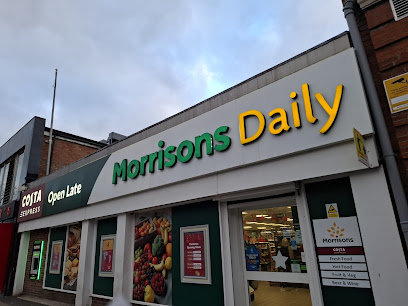 COSTA
EXPRESS
Open Late
Morrisons Daily
Morrisons
COSTA
Fresh Food
Hot Food
Fruit & Veg
Beer & Wine